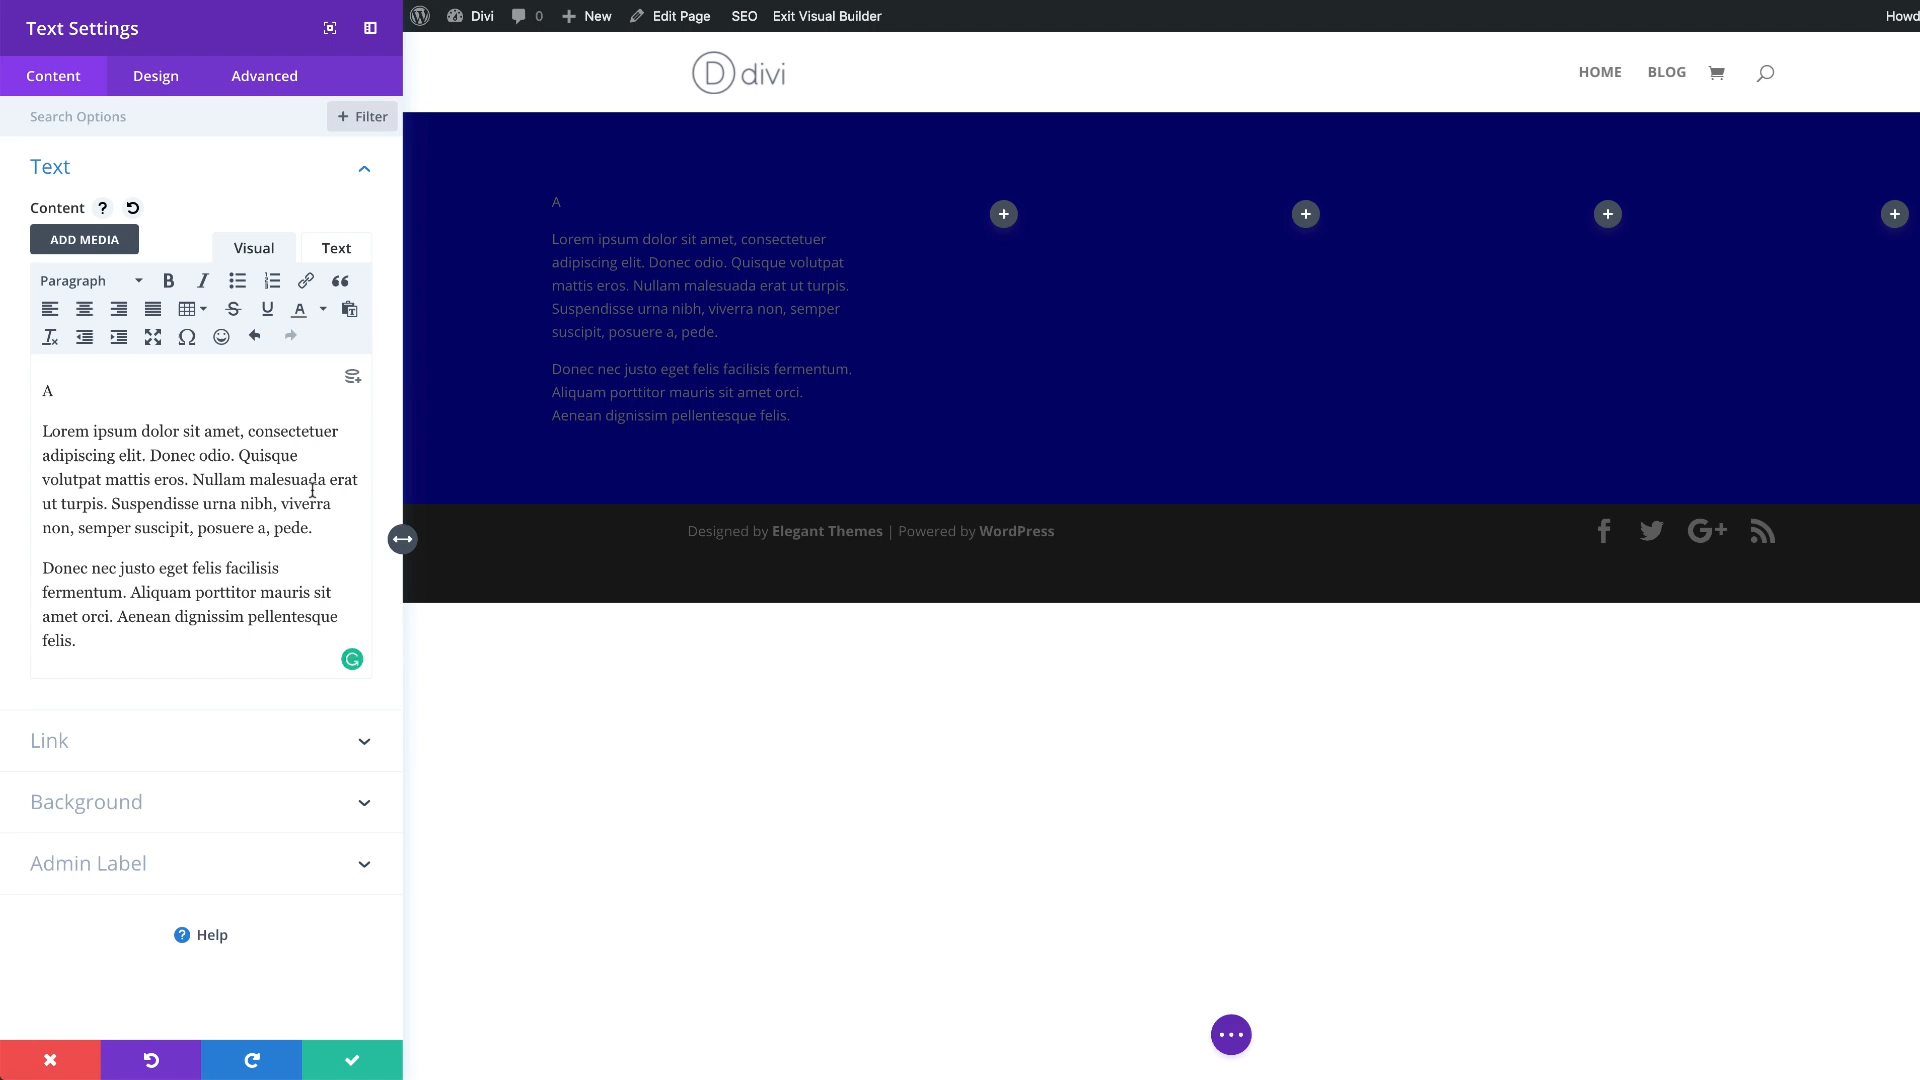 Text Settings
Content Design Advanced
Search Options
+ Filter
Text
Content ?
ADD MEDIA
Visual Text
Paragraph
A
Lorem ipsum dolor sit amet, consectetuer
adipiscing elit. Donec odio. Quisque
volutpat mattis eros. Nullam malesuada erat
ut turpis. Suspendisse urna nibh, viverra
non, semper suscipit, posuere a, pede.
Donec nec justo eget felis facilisis
fermentum. Aliquam porttitor mauris sit
amet orci. Aenean dignissim pellentesque
felis.
Link
Background
Admin Label
? Help
Divi 0 + New Edit Page SEO Exit Visual Builder
Howd
D divi
HOME BLOG
A
Lorem ipsum dolor sit amet, consectetuer
adipiscing elit. Donec odio. Quisque volutpat
mattis eros. Nullam malesuada erat ut turpis.
Suspendisse urna nibh, viverra non, semper
suscipit, posuere a, pede.
Donec nec justo eget felis facilisis fermentum.
Aliquam porttitor mauris sit amet orci.
Aenean dignissim pellentesque felis.
Designed by Elegant Themes | Powered by WordPress